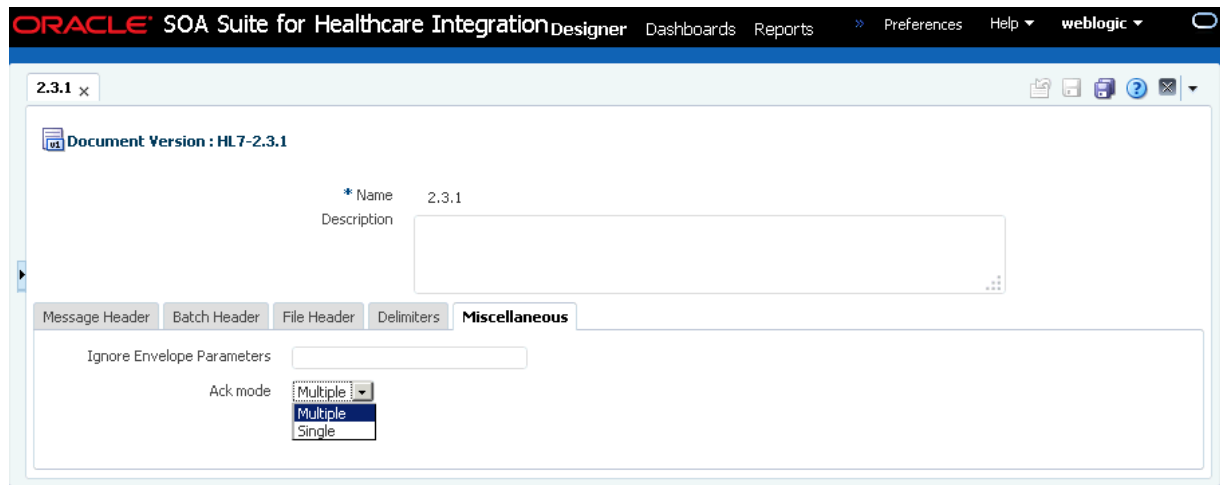 ORACLE SOA Suite for Healthcare Integration Designer Dashboards Reports » Preferences Help weblogic
2.3.1 x
v1 Document Version : HL7-2.3.1
* Name 2.3.1
Description
Message Header Batch Header File Header Delimiters Miscellaneous
Ignore Envelope Parameters
Ack mode Multiple
Multiple
Single